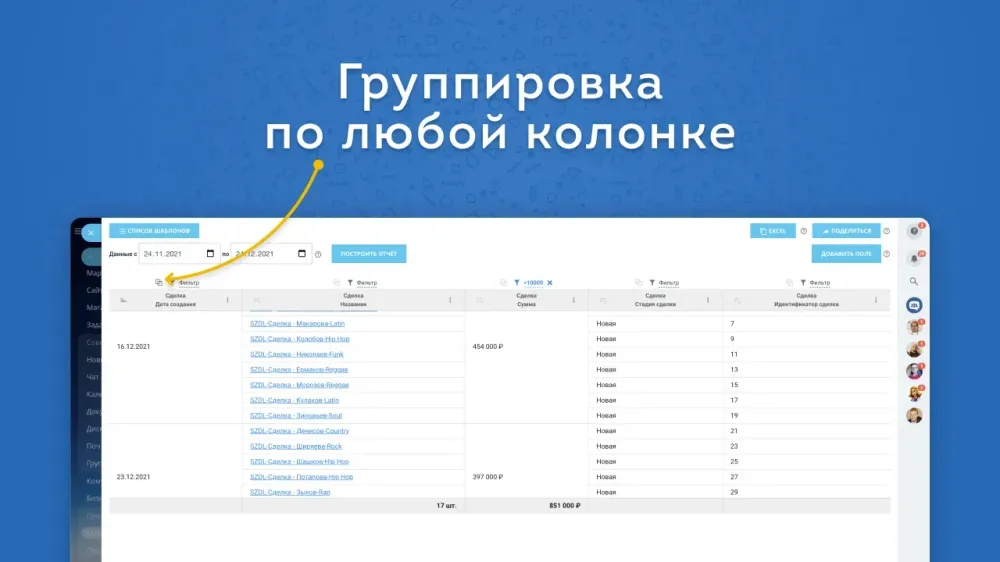 Группировка
по любой колонке
СПИСОК ШАБЛОНОВ
EXCEL
ПОДЕЛИТЬСЯ
Данные с 24.11.2021 по 24.12.2021
ПОСТРОИТЬ ОТЧЁТ
ДОБАВИТЬ ПОЛЕ
Фильтр Фильтр >10000 Фильтр Фильтр
Сделка Сделка Сделка Сделка Сделка
Дата создания Название Сумма Стадия сделки Идентификатор сделки
SZDL-Сделка - Макарова-Latin Новая 7
SZDL-Сделка - Колобов-Hip Hop Новая 9
16.12.2021 454 000 ₽
SZDL-Сделка - Николаев-Funk Новая 11
SZDL-Сделка - Ермаков-Reggae Новая 13
SZDL-Сделка - Морозов-Reggae Новая 15
SZDL-Сделка - Кулаков-Latin Новая 17
SZDL-Сделка - Зиновьев-Soul Новая 19
SZDL-Сделка - Денисов-Country Новая 21
SZDL-Сделка - Ширяева-Rock Новая 23
SZDL-Сделка - Шашков-Hip Hop Новая 25
23.12.2021 SZDL-Сделка - Потапова-Hip Hop 397 000 ₽ Новая 27
SZDL-Сделка - Зыков-Rap Новая 29
17 шт. 851 000 ₽
Мар
Сай
Мага
Зада
Нов
Чат
Кале
Доку
Диск
Поч
Груп
Ком
Бизн